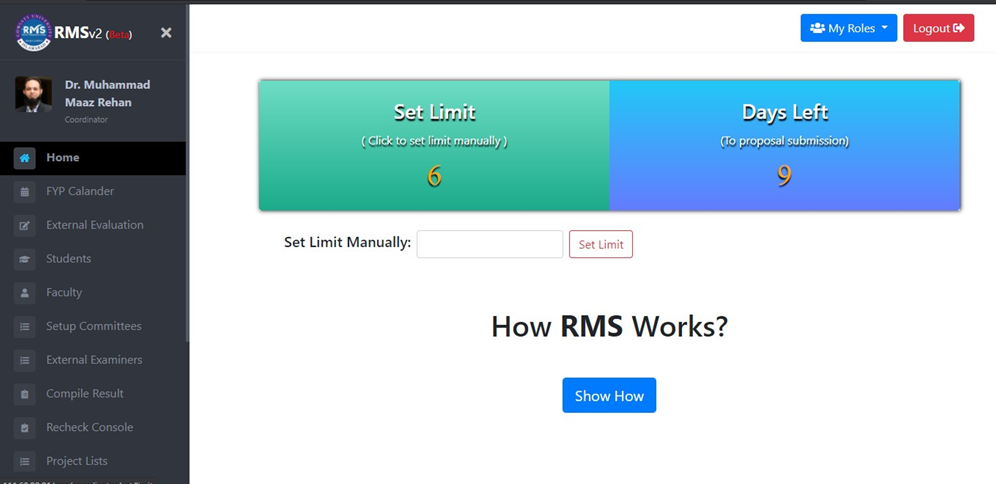 RMSv2 (Beta)
Dr. Muhammad
Maaz Rehan
Coordinator
Home
FYP Calander
External Evaluation
Students
Faculty
Setup Committees
External Examiners
Compile Result
Recheck Console
Project Lists
My Roles
Logout
Set Limit
( Click to set limit manually )
6
Days Left
(To proposal submission)
9
Set Limit Manually:
Set Limit
How RMS Works?
Show How